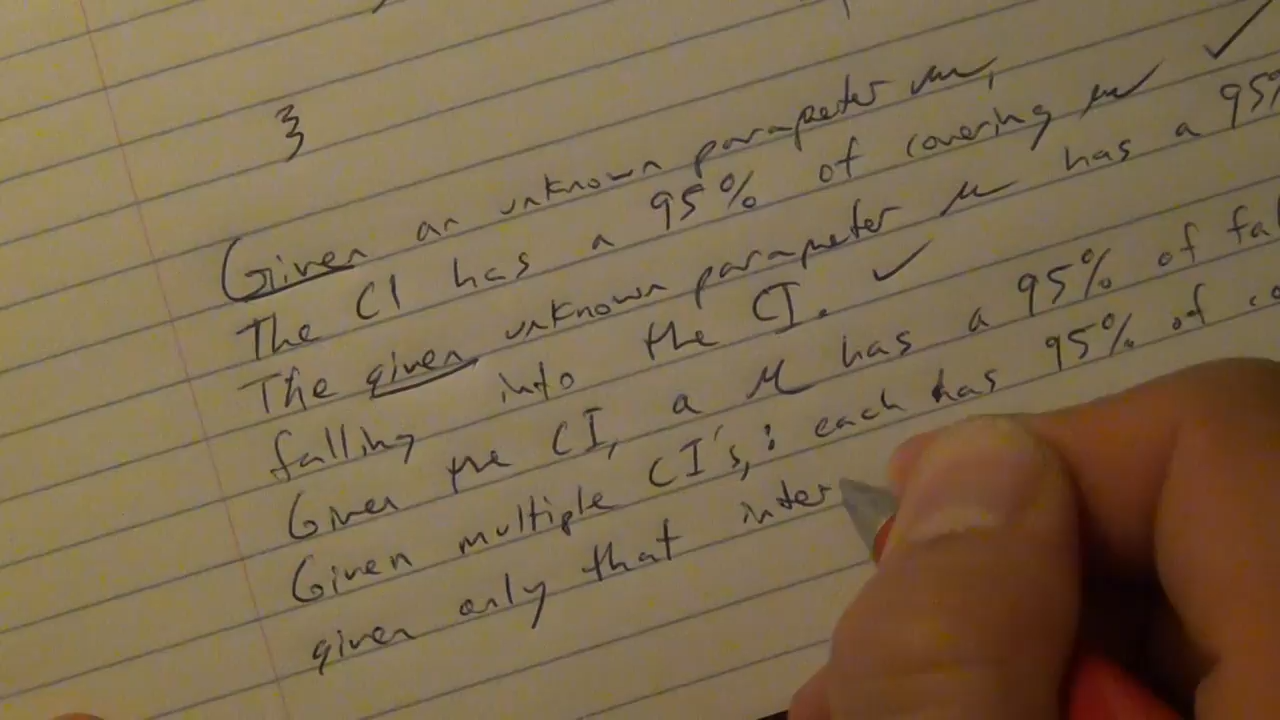 3
Given an unknown parameter μ,
The CI has a 95% of covering μ ✓
The given unknown parameter μ has a 95%
falling into the CI. ✓
Given the CI, a μ has a 95% of fal
Given multiple CI's,: each has 95% of co
given only that inter